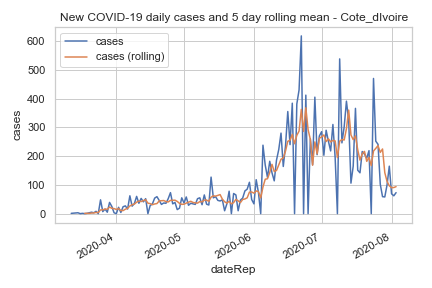 New COVID-19 daily cases and 5 day rolling mean - Cote_dIvoire
cases
cases (rolling)
600
500
400
300
200
100
0
cases
2020-04
2020-05
2020-06
2020-07
2020-08
dateRep